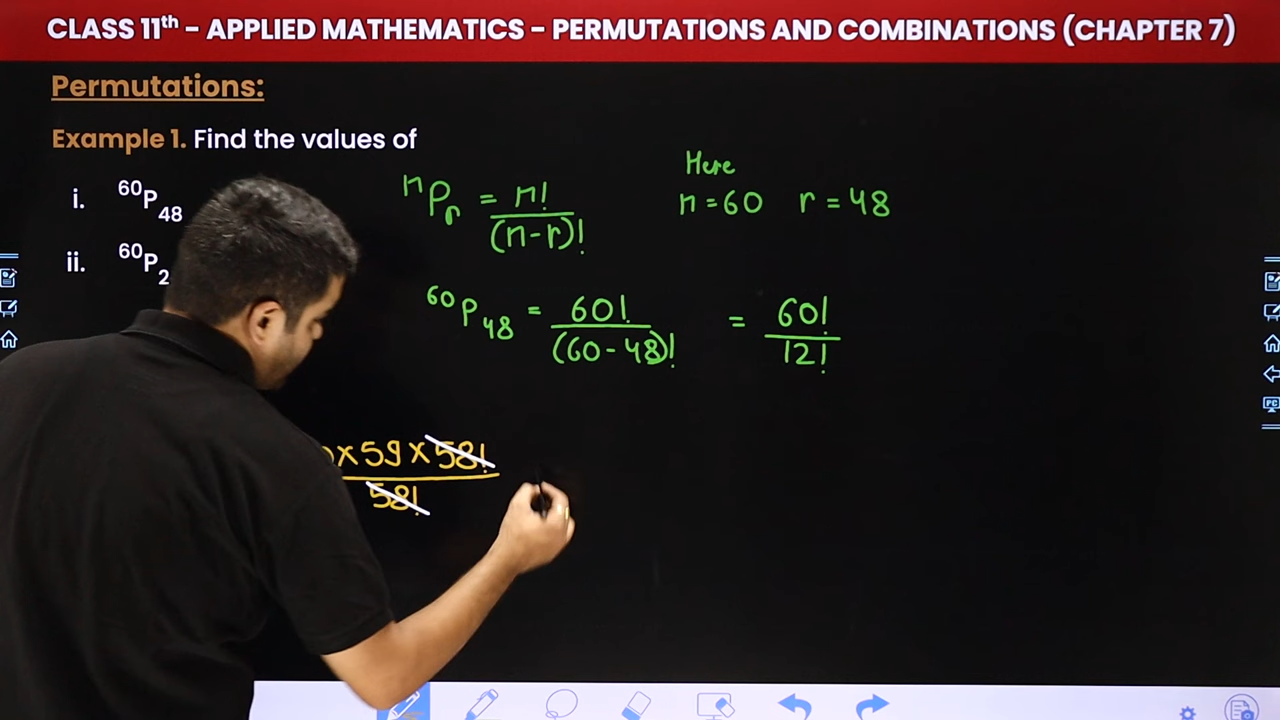 CLASS 11th – APPLIED MATHEMATICS – PERMUTATIONS AND COMBINATIONS (CHAPTER 7)
Permutations:
Example 1. Find the values of
i. ⁶⁰P₄₈
ii. ⁶⁰P₂
ⁿPᵣ = n! / (n-r)!
Here
n = 60 r = 48
⁶⁰P₄₈ = 60! / (60 - 48)! = 60! / 12!
x 59 x 58! / 58!
PC